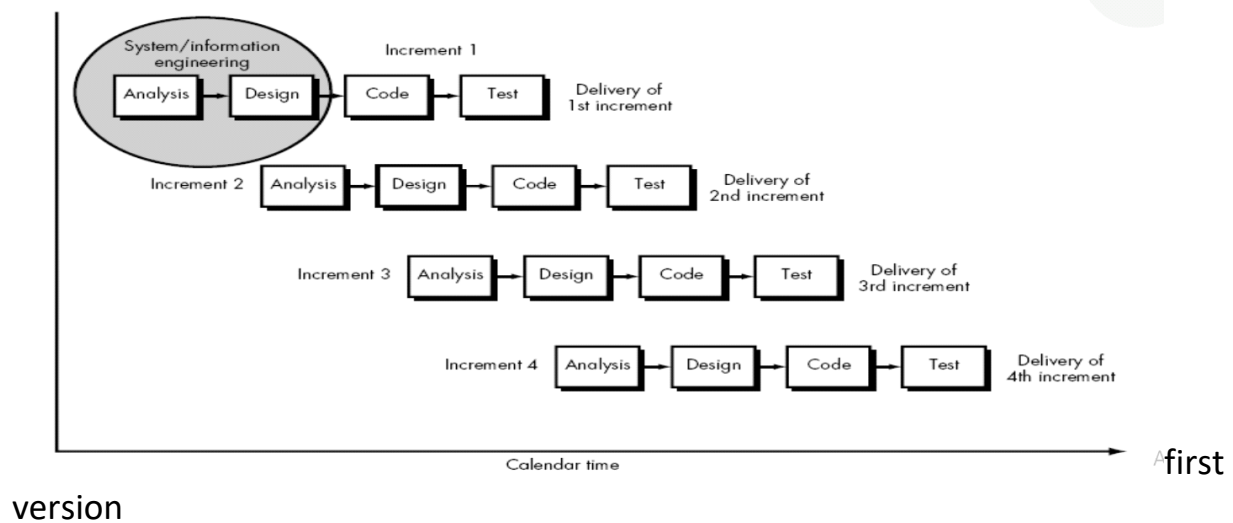 System/information
engineering
Increment 1
Analysis Design Code Test Delivery of
1st increment
Increment 2 Analysis Design Code Test Delivery of
2nd increment
Increment 3 Analysis Design Code Test Delivery of
3rd increment
Increment 4 Analysis Design Code Test Delivery of
4th increment
Calendar time
A first
version